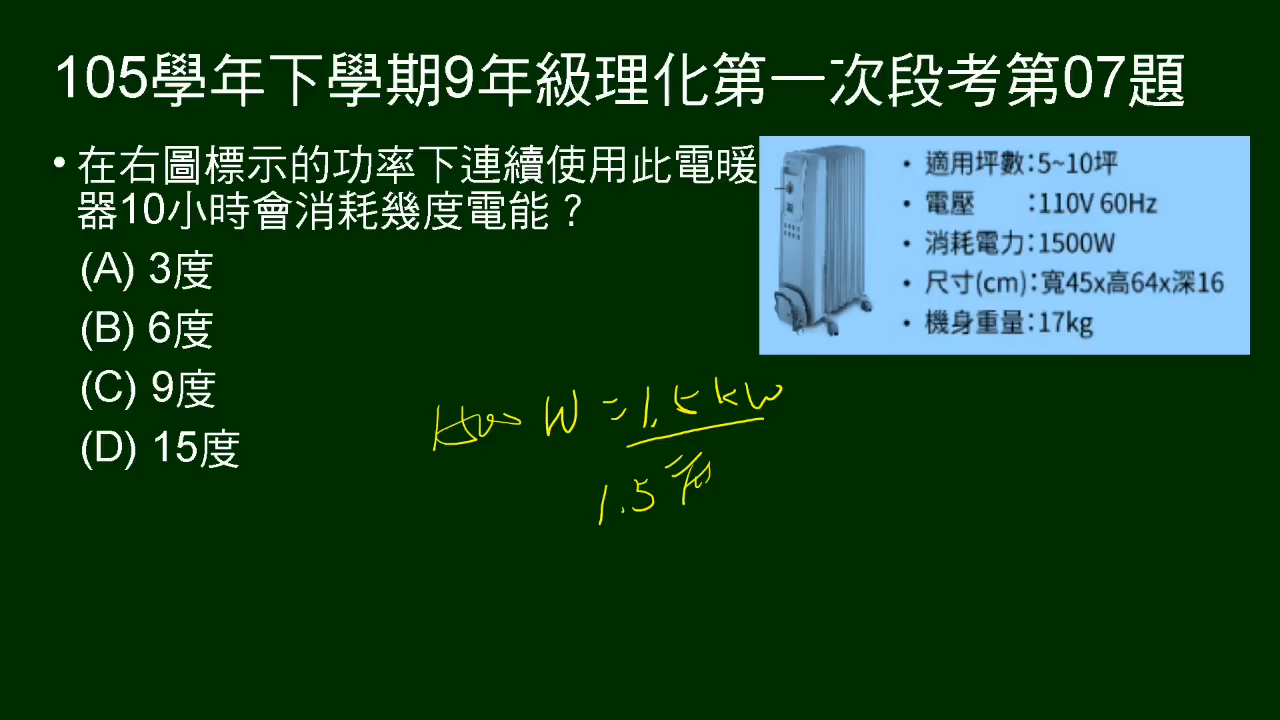 105學年下學期9年級理化第一次段考第07題
• 在右圖標示的功率下連續使用此電暖
器10小時會消耗幾度電能？
(A) 3度
(B) 6度
(C) 9度
(D) 15度
• 適用坪數：5~10坪
• 電壓　　：110V 60Hz
• 消耗電力：1500W
• 尺寸(cm)：寬45x高64x深16
• 機身重量：17kg
1500 W = 1.5 kW
1.5